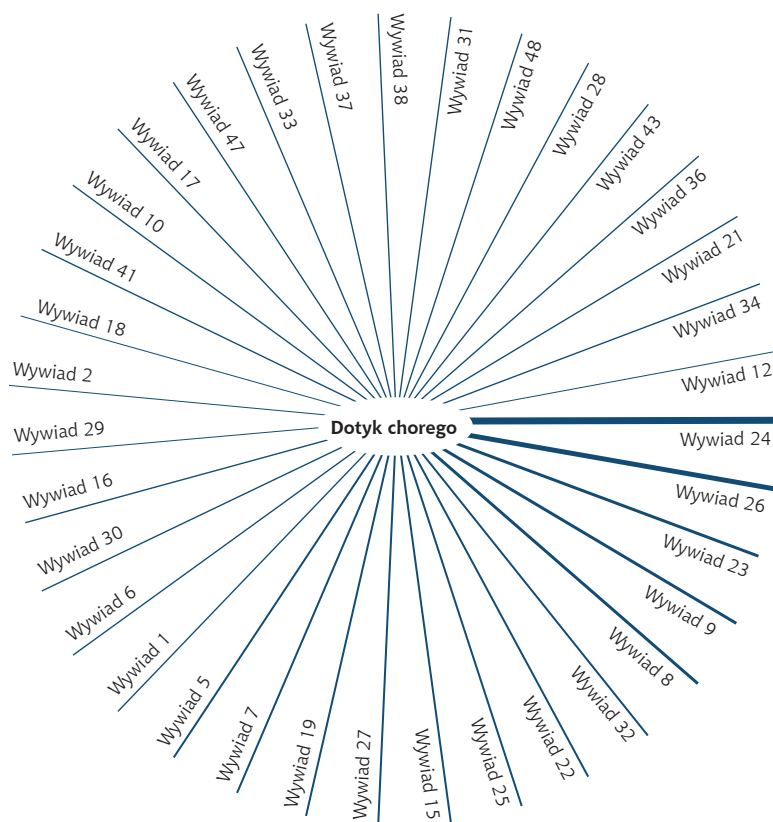 Wywiad 38
Wywiad 31
Wywiad 48
Wywiad 28
Wywiad 43
Wywiad 36
Wywiad 21
Wywiad 34
Wywiad 12
Wywiad 24
Wywiad 26
Wywiad 23
Wywiad 9
Wywiad 8
Wywiad 32
Wywiad 22
Wywiad 25
Wywiad 15
Wywiad 27
Wywiad 19
Wywiad 7
Wywiad 5
Wywiad 1
Wywiad 6
Wywiad 30
Wywiad 16
Wywiad 29
Wywiad 2
Wywiad 18
Wywiad 41
Wywiad 10
Wywiad 17
Wywiad 47
Wywiad 33
Wywiad 37
Dotyk chorego